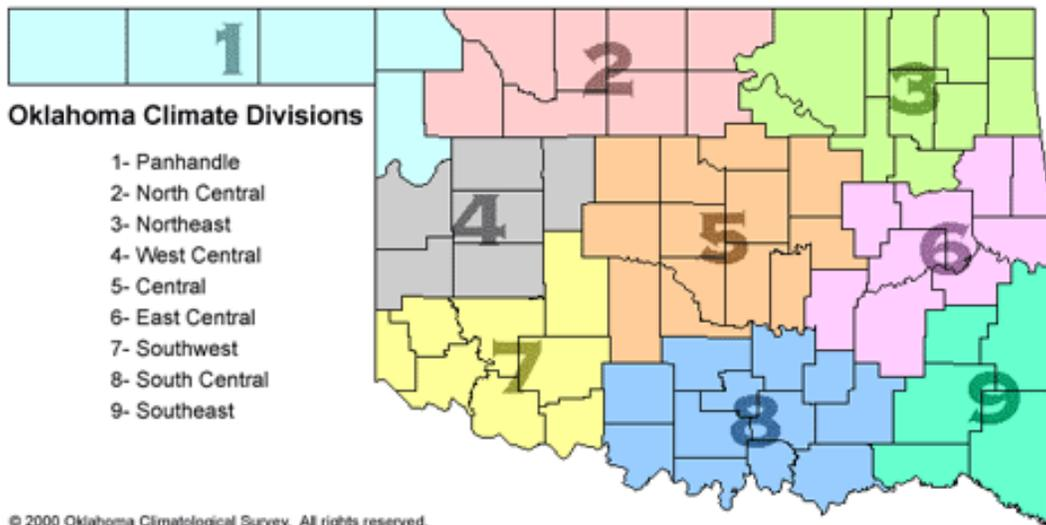 1
2
3
Oklahoma Climate Divisions
1- Panhandle
2- North Central
3- Northeast
4- West Central
5- Central
6- East Central
7- Southwest
8- South Central
9- Southeast
4
5
6
7
8
9
© 2000 Oklahoma Climatological Survey. All rights reserved.